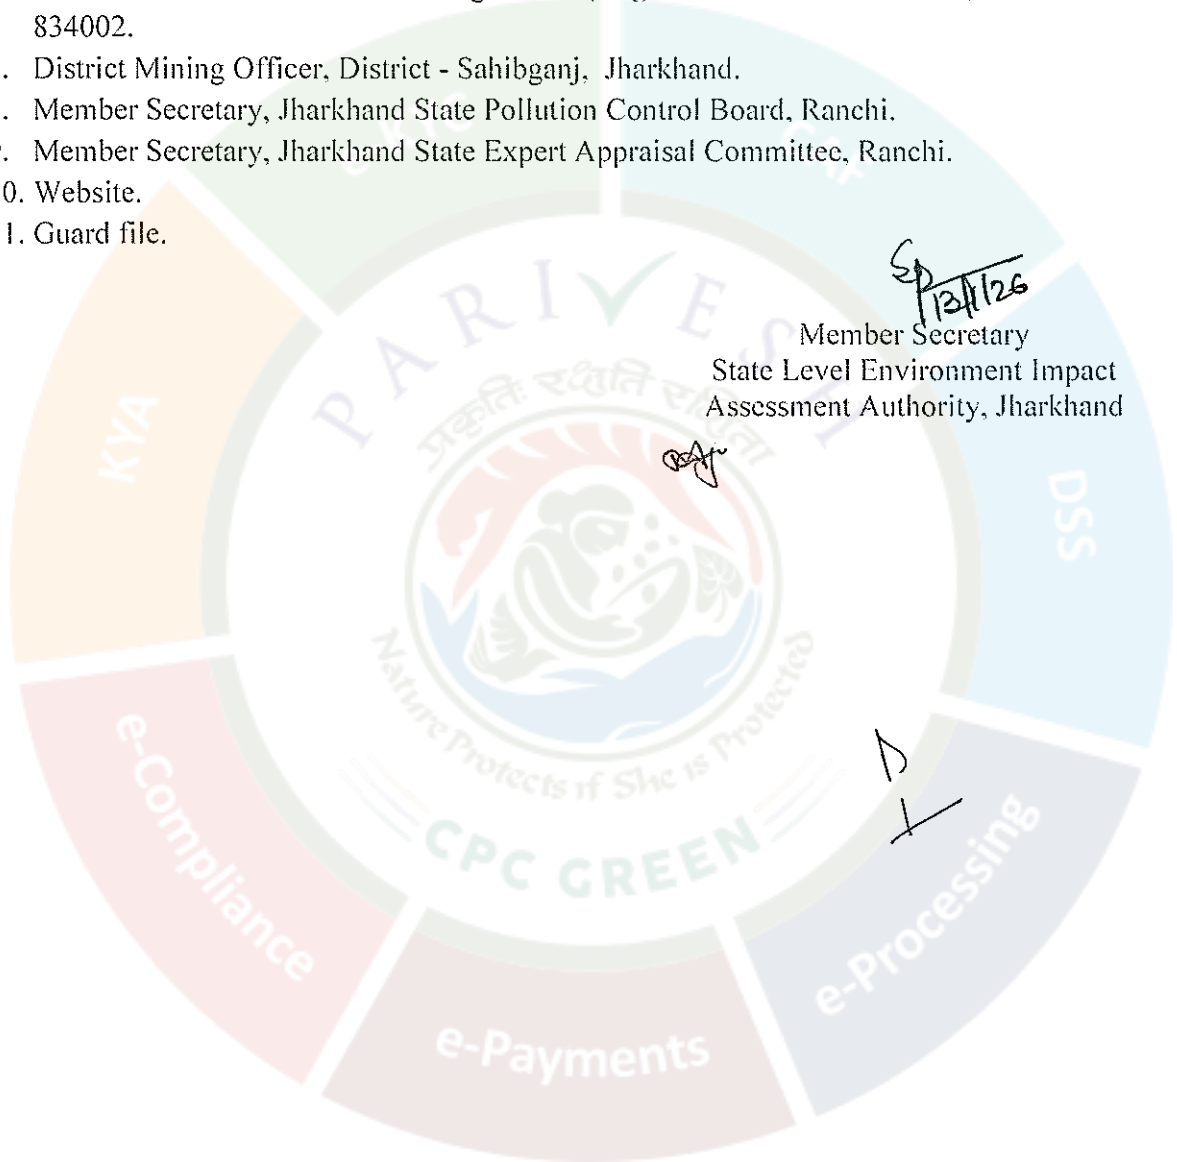 834002.
. District Mining Officer, District - Sahibganj, Jharkhand.
. Member Secretary, Jharkhand State Pollution Control Board, Ranchi.
. Member Secretary, Jharkhand State Expert Appraisal Committee, Ranchi.
0. Website.
1. Guard file.
13/1/26
Member Secretary
State Level Environment Impact
Assessment Authority, Jharkhand
KYC
CAF
KYA
DSS
PARIVESH
प्रकृतिः रक्षति रक्षिता
Nature Protects if She is Protected
CPC GREEN
e-Compliance
e-Processing
e-Payments